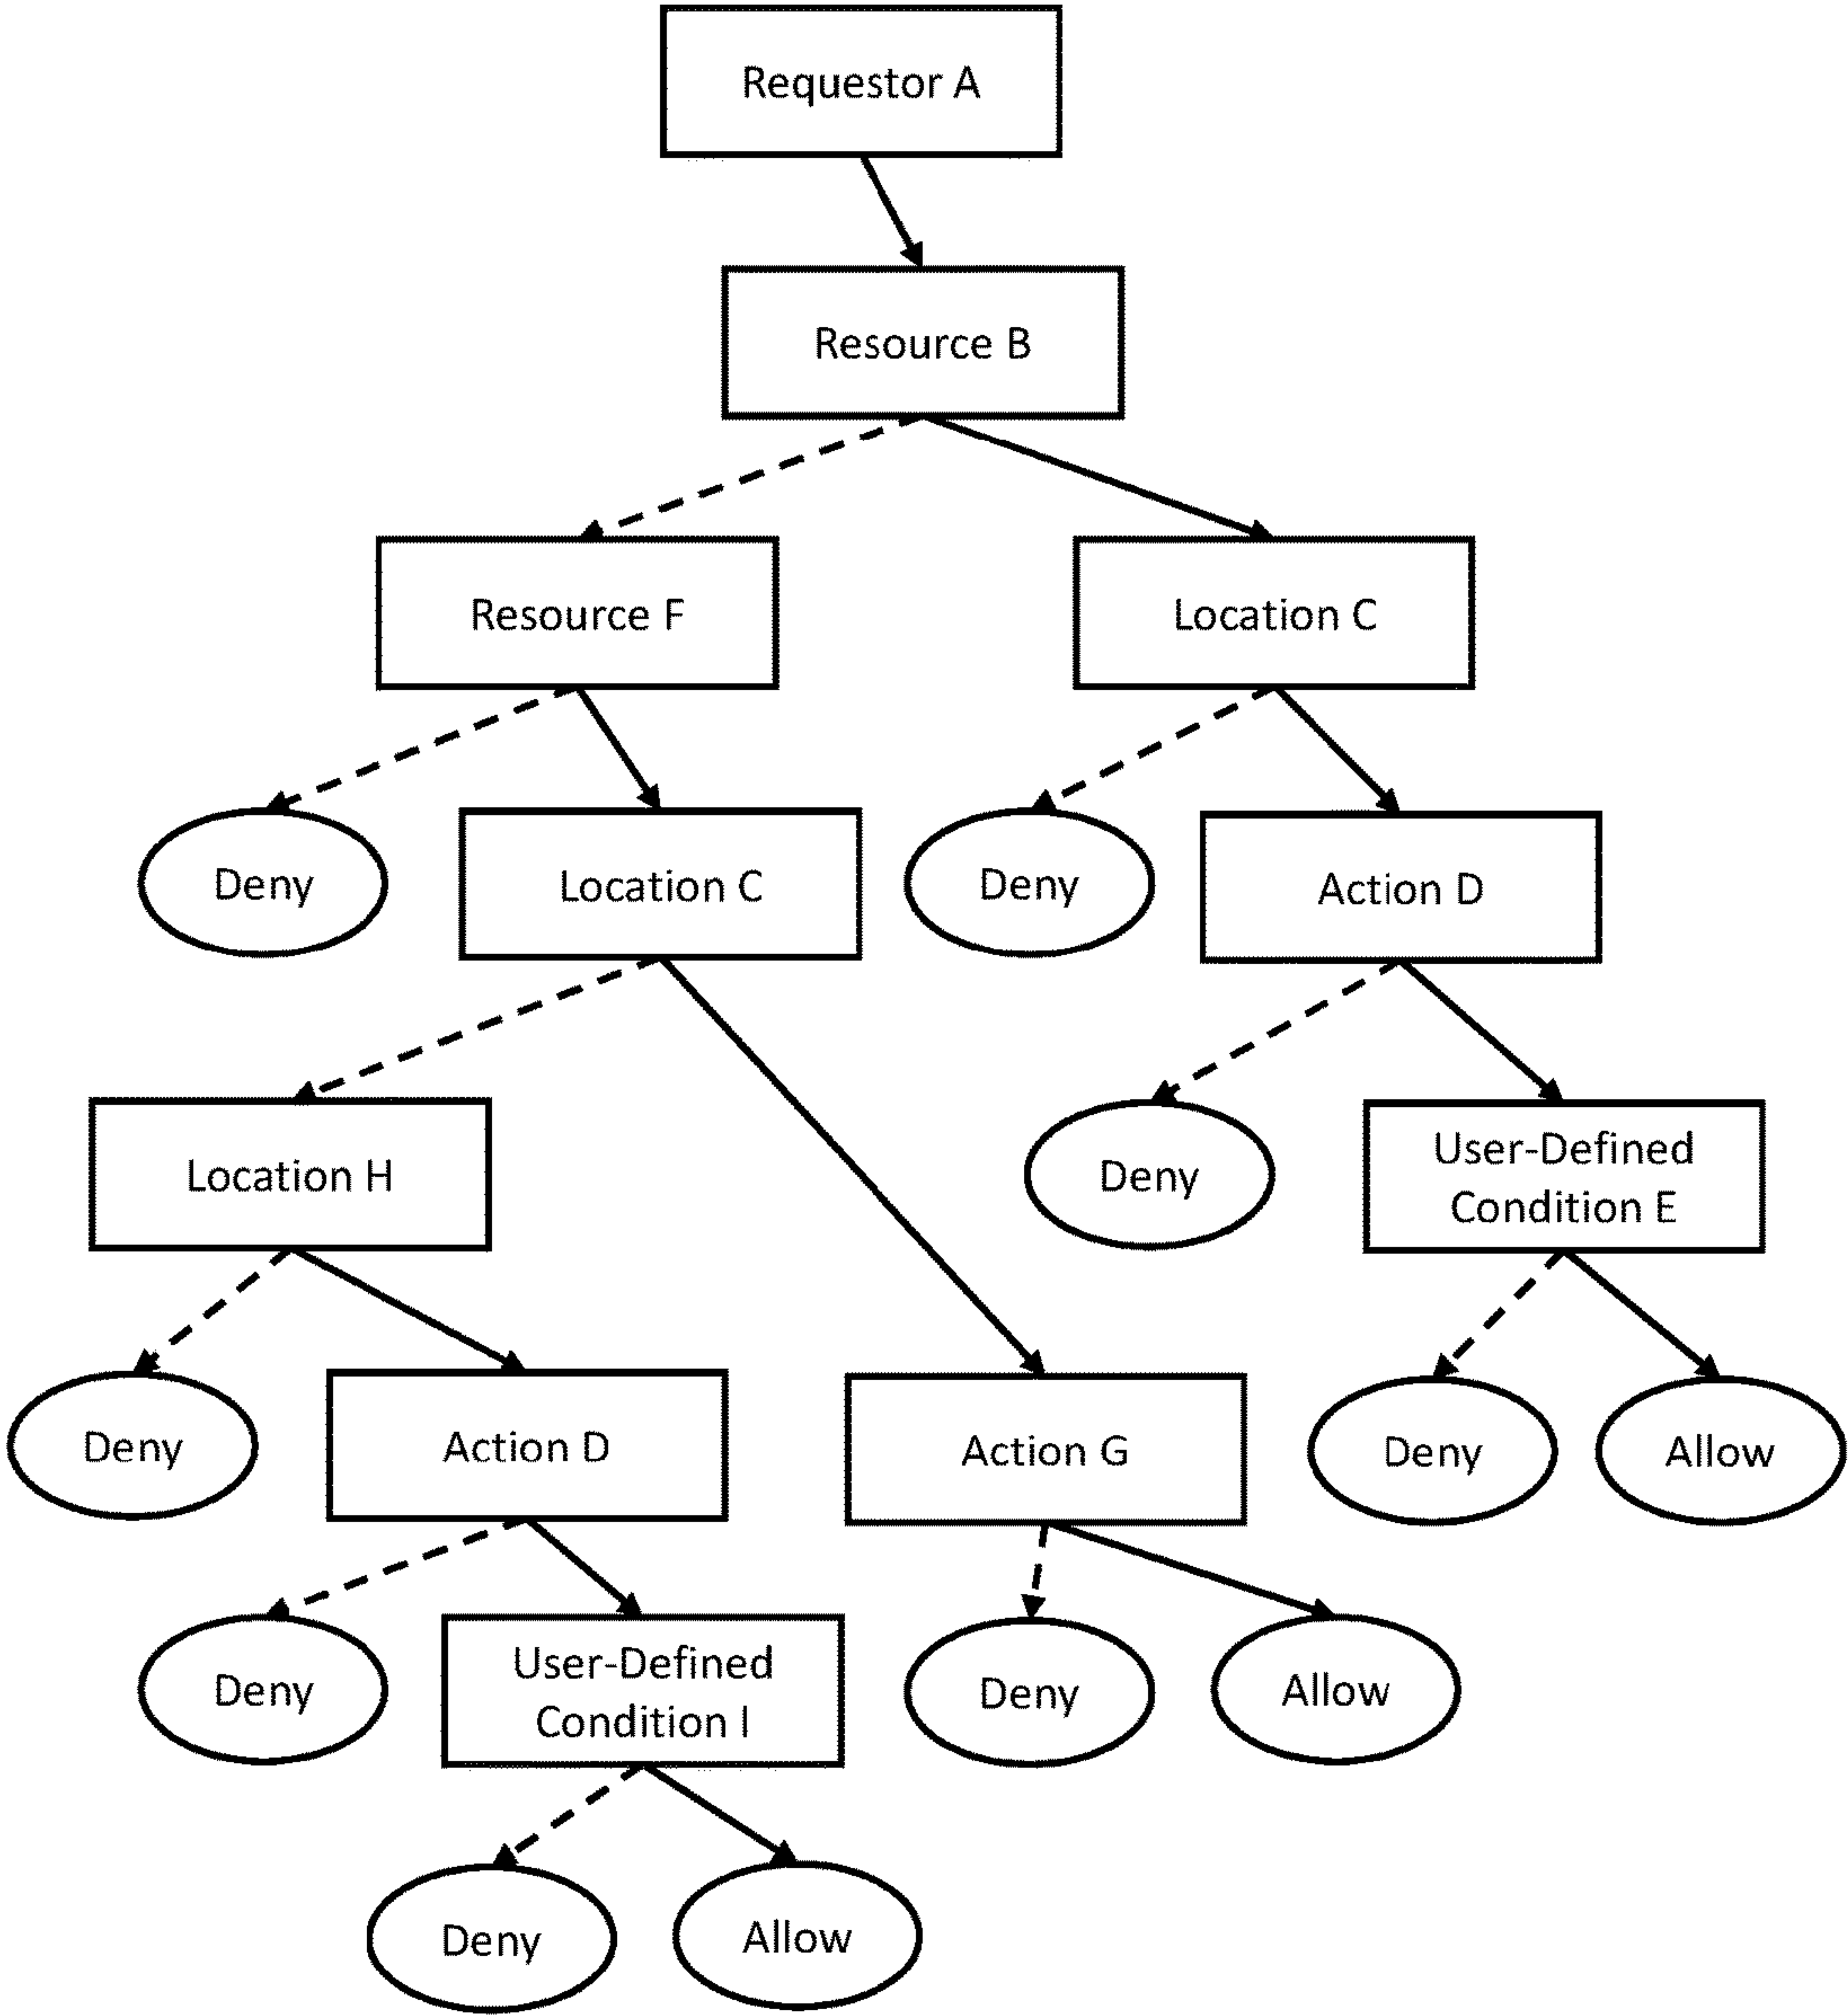 Requestor A
Resource B
Resource F
Location C
Deny
Location C
Deny
Action D
Location H
Deny
User-Defined
Condition E
Deny
Action D
Action G
Deny
Allow
Deny
User-Defined
Condition I
Deny
Allow
Deny
Allow